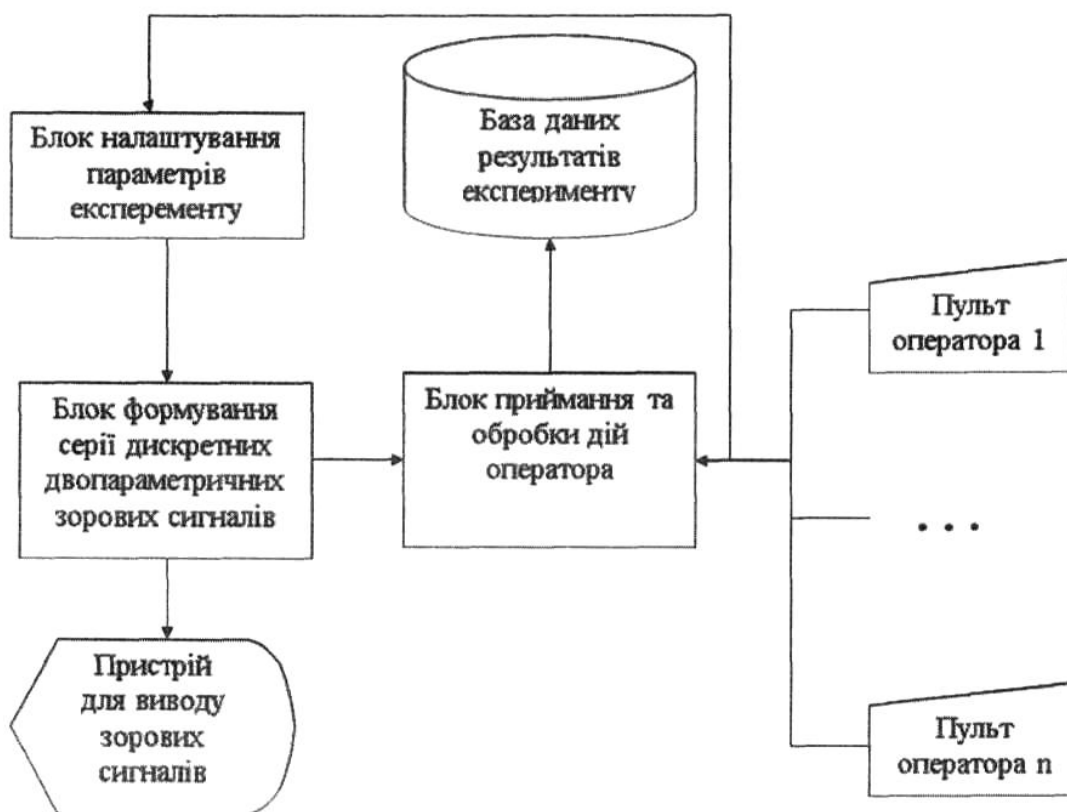 Блок налаштування
параметрів
експеременту
База даних
результатів
експерименту
Пульт
оператора 1
Блок формування
серії дискретних
двопараметричних
зорових сигналів
Блок приймання та
обробки дій
оператора
...
Пристрій
для виводу
зорових
сигналів
Пульт
оператора n